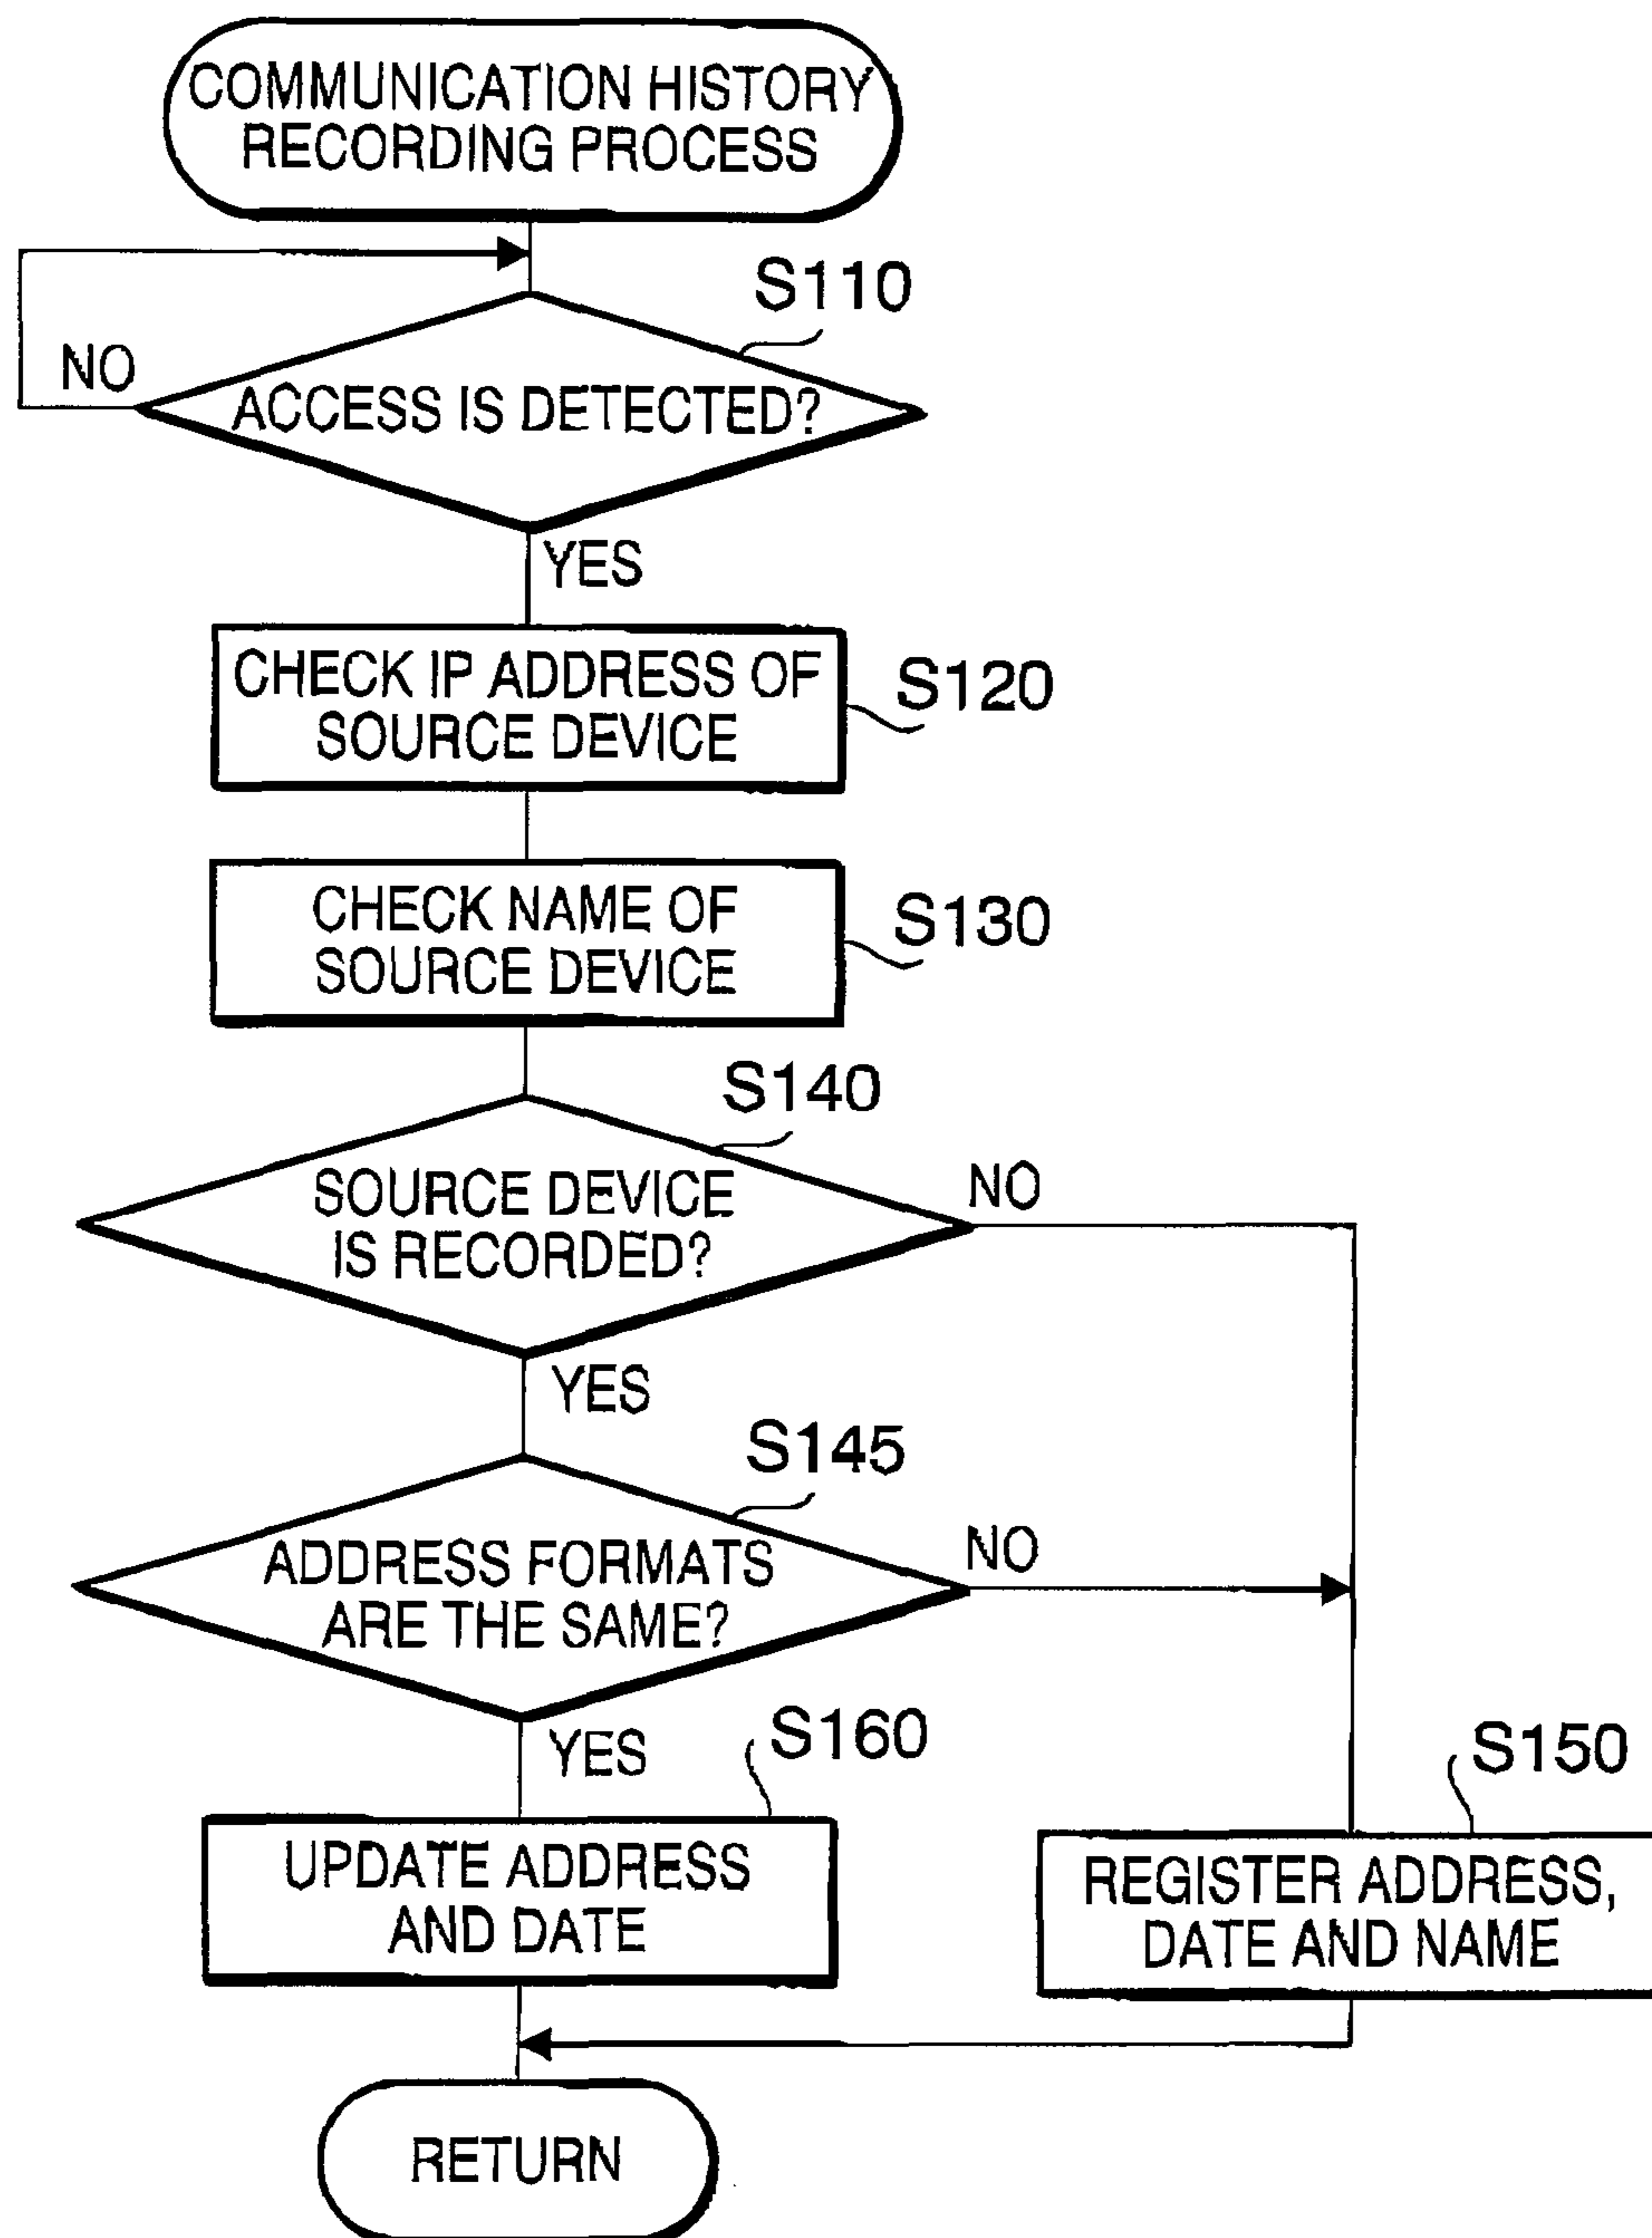 COMMUNICATION HISTORY
RECORDING PROCESS
S110
NO
ACCESS IS DETECTED?
YES
CHECK IP ADDRESS OF
SOURCE DEVICE
S120
CHECK NAME OF
SOURCE DEVICE
S130
S140
SOURCE DEVICE
IS RECORDED?
NO
YES
S145
ADDRESS FORMATS
ARE THE SAME?
NO
YES
S160
S150
UPDATE ADDRESS
AND DATE
REGISTER ADDRESS,
DATE AND NAME
RETURN